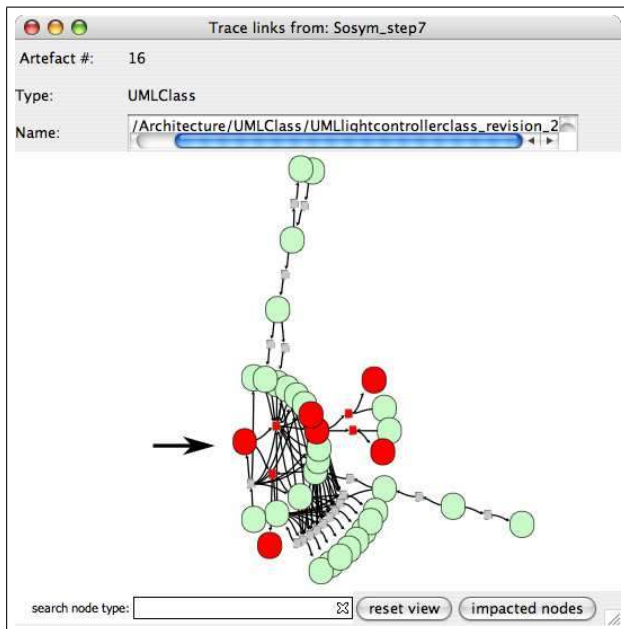 Trace links from: Sosym_step7
Artefact #: 16
Type: UMLClass
Name: /Architecture/UMLClass/UMLlightcontrollerclass_revision_2
search node type: reset view impacted nodes